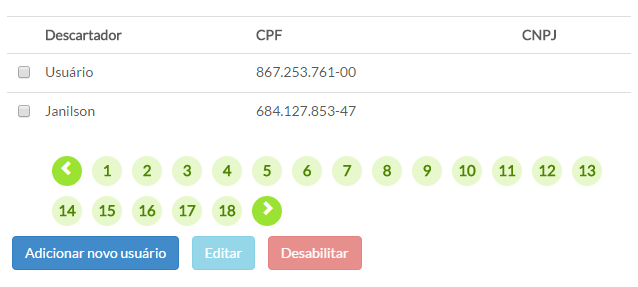 Descartador CPF CNPJ
Usuário 867.253.761-00
Janilson 684.127.853-47
1 2 3 4 5 6 7 8 9 10 11 12 13
14 15 16 17 18
Adicionar novo usuário Editar Desabilitar